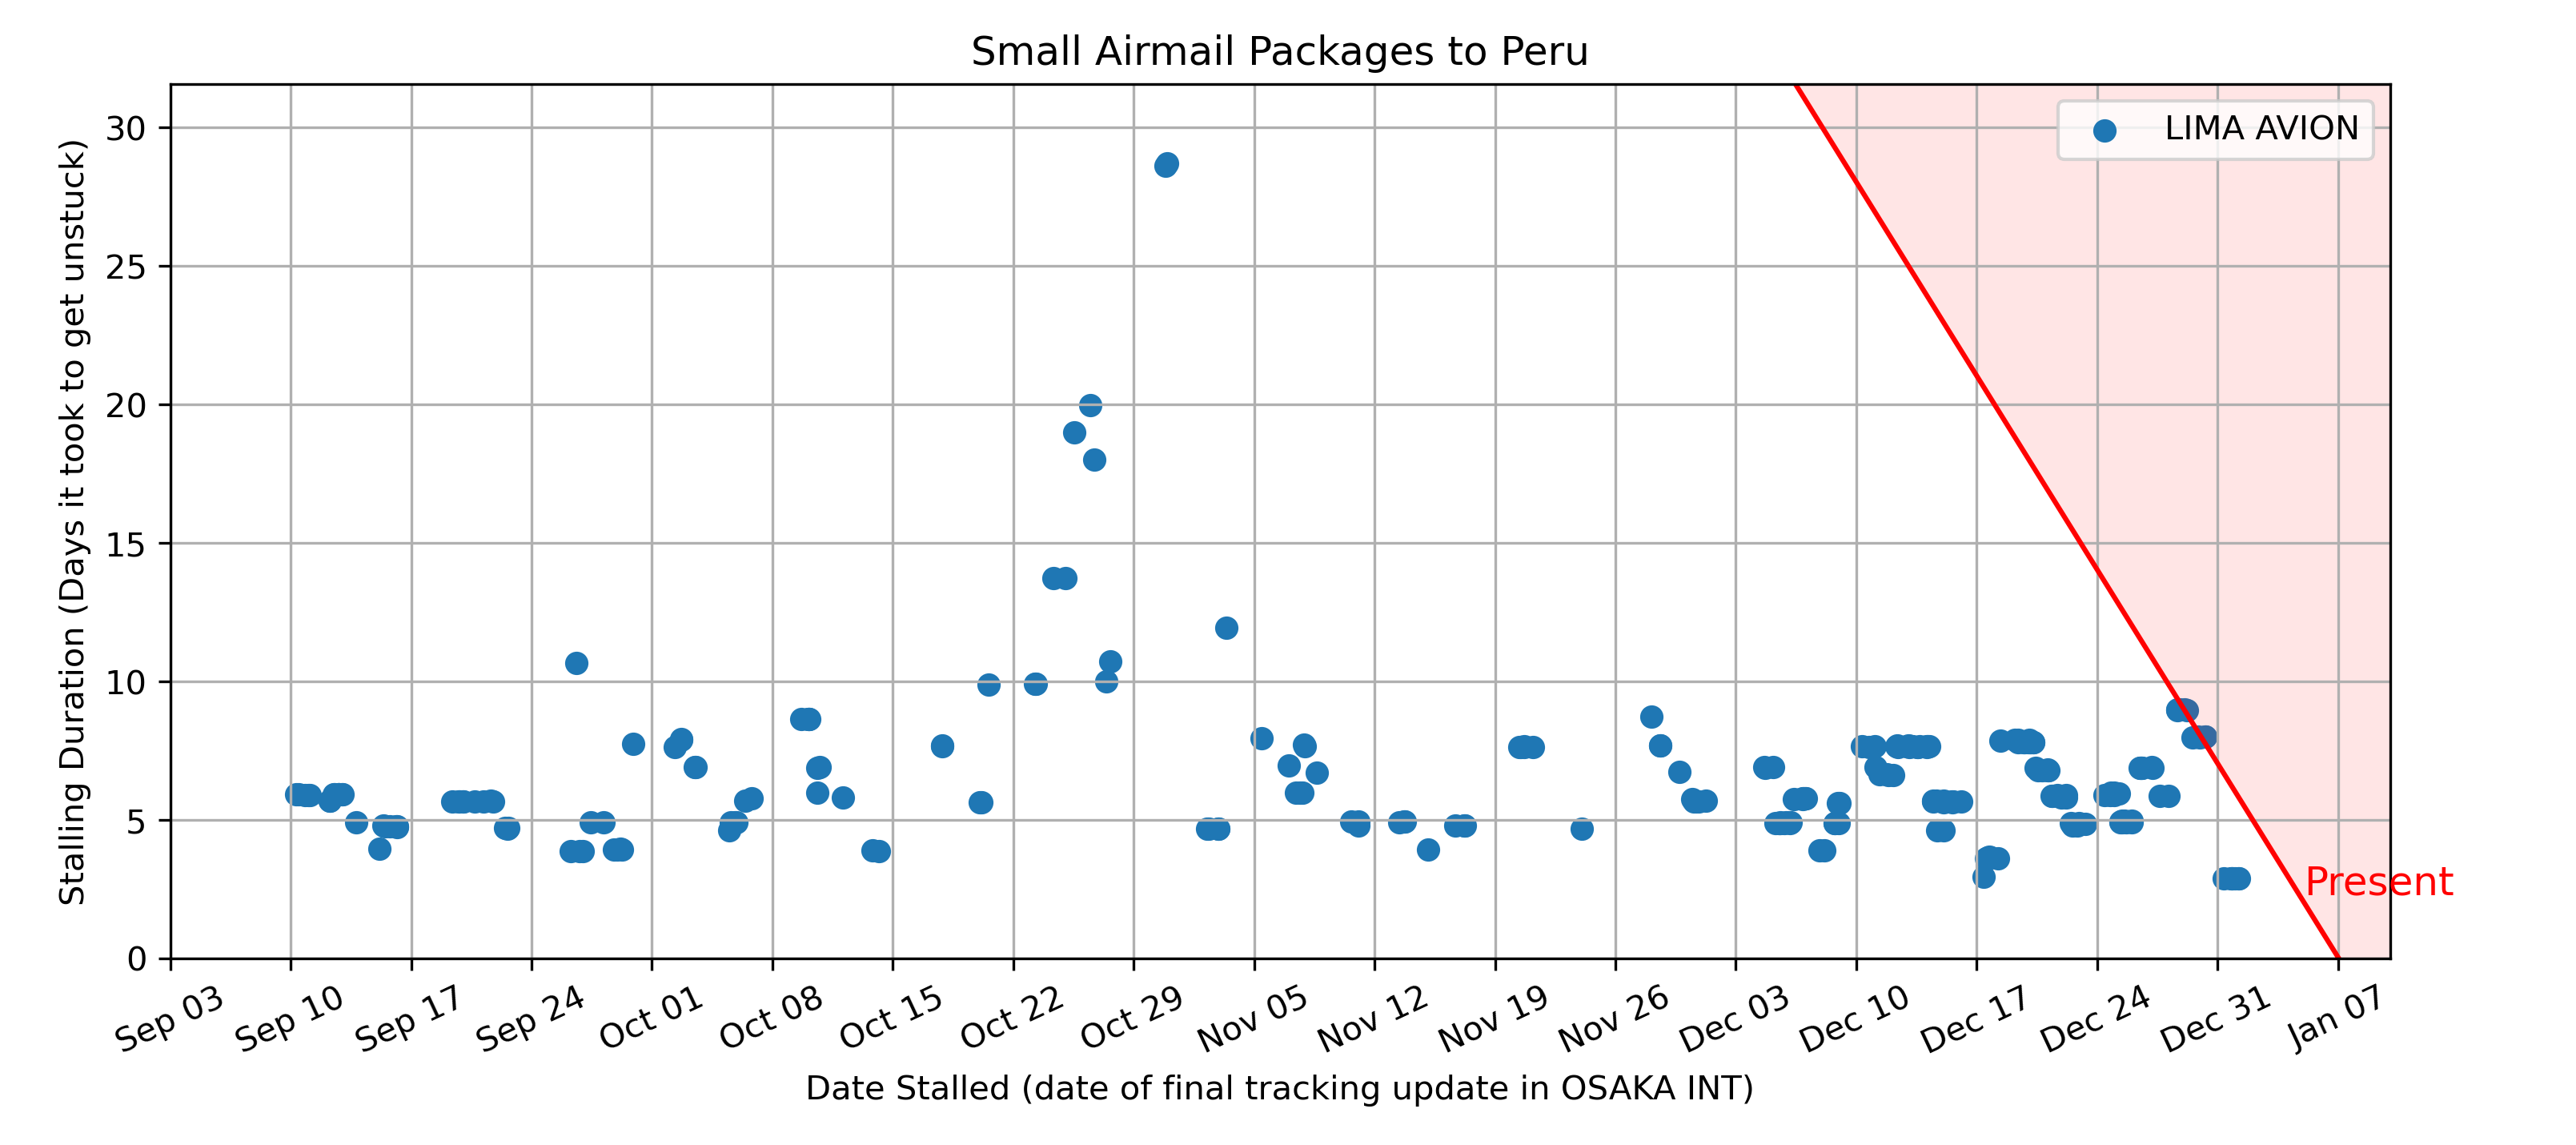 Small Airmail Packages to Peru
LIMA AVION
Stalling Duration (Days it took to get unstuck)
30
25
20
15
10
5
0
Present
Sep 03
Sep 10
Sep 17
Sep 24
Oct 01
Oct 08
Oct 15
Oct 22
Oct 29
Nov 05
Nov 12
Nov 19
Nov 26
Dec 03
Dec 10
Dec 17
Dec 24
Dec 31
Jan 07
Date Stalled (date of final tracking update in OSAKA INT)